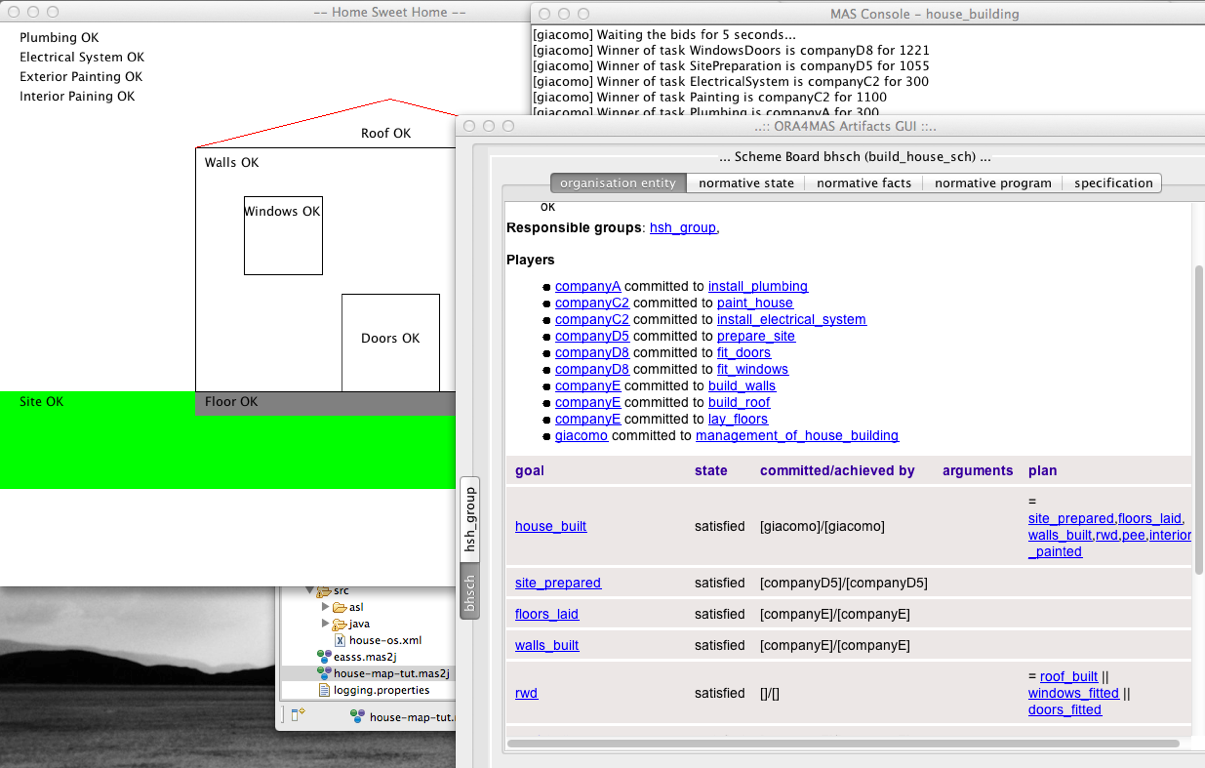 -- Home Sweet Home --
Plumbing OK
Electrical System OK
Exterior Painting OK
Interior Paining OK
Roof OK
Walls OK
Windows OK
Doors OK
Site OK
Floor OK
MAS Console - house_building
[giacomo] Waiting the bids for 5 seconds...
[giacomo] Winner of task WindowsDoors is companyD8 for 1221
[giacomo] Winner of task SitePreparation is companyD5 for 1055
[giacomo] Winner of task ElectricalSystem is companyC2 for 300
[giacomo] Winner of task Painting is companyC2 for 1100
[giacomo] Winner of task Plumbing is companyA for 300
..:: ORA4MAS Artifacts GUI ::..
... Scheme Board bhsch (build_house_sch) ...
organisation entity normative state normative facts normative program specification
OK
Responsible groups: hsh_group,
Players
companyA committed to install_plumbing
companyC2 committed to paint_house
companyC2 committed to install_electrical_system
companyD5 committed to prepare_site
companyD8 committed to fit_doors
companyD8 committed to fit_windows
companyE committed to build_walls
companyE committed to build_roof
companyE committed to lay_floors
giacomo committed to management_of_house_building
goal state committed/achieved by arguments plan
house_built satisfied [giacomo]/[giacomo]
=
site_prepared,floors_laid,
walls_built,rwd,pee,interior
_painted
site_prepared satisfied [companyD5]/[companyD5]
floors_laid satisfied [companyE]/[companyE]
walls_built satisfied [companyE]/[companyE]
rwd satisfied []/[]
= roof_built ||
windows_fitted ||
doors_fitted
hsh_group
bhsch
src
asl
java
house-os.xml
easss.mas2j
house-map-tut.mas2j
logging.properties
house-map-tut.